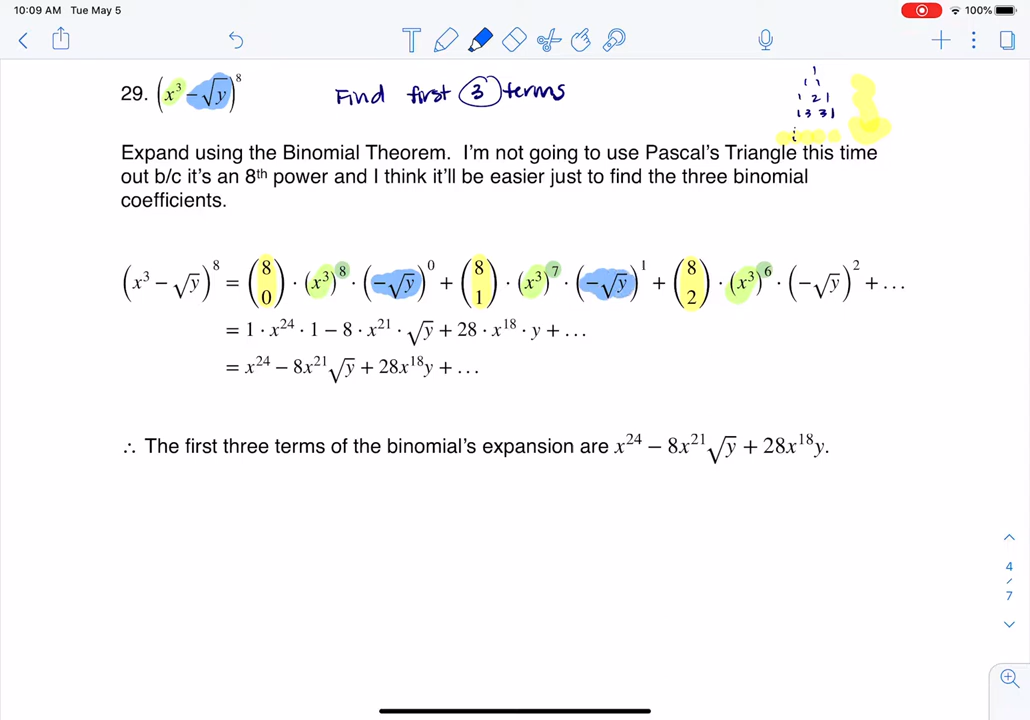 10:09 AM Tue May 5
100%
29. (x³ − √y)⁸
Find first 3 terms
1
1 1
1 2 1
1 3 3 1
Expand using the Binomial Theorem. I'm not going to use Pascal's Triangle this time
out b/c it's an 8th power and I think it'll be easier just to find the three binomial
coefficients.
(x³ − √y)⁸ = (8 0) · (x³)⁸ · (−√y)⁰ + (8 1) · (x³)⁷ · (−√y)¹ + (8 2) · (x³)⁶ · (−√y)² + …
= 1 · x²⁴ · 1 − 8 · x²¹ · √y + 28 · x¹⁸ · y + …
= x²⁴ − 8x²¹√y + 28x¹⁸y + …
∴ The first three terms of the binomial's expansion are x²⁴ − 8x²¹√y + 28x¹⁸y.
4
/
7